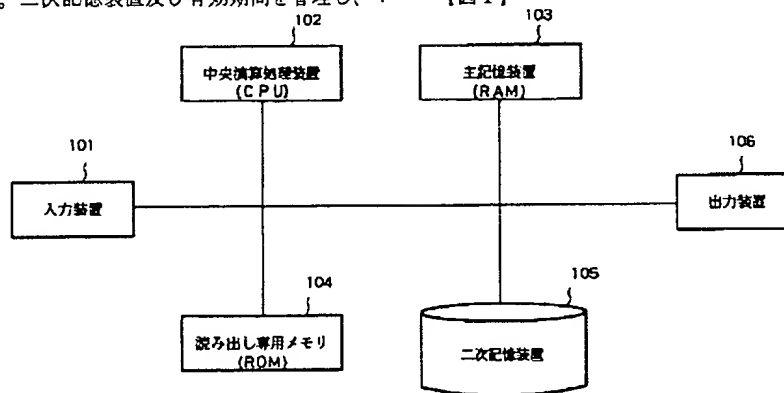 。二次記憶装置及び有効期間を管理し、
102
中央演算処理装置
(CPU)
103
主記憶装置
(RAM)
101
入力装置
106
出力装置
104
読み出し専用メモリ
(ROM)
105
二次記憶装置